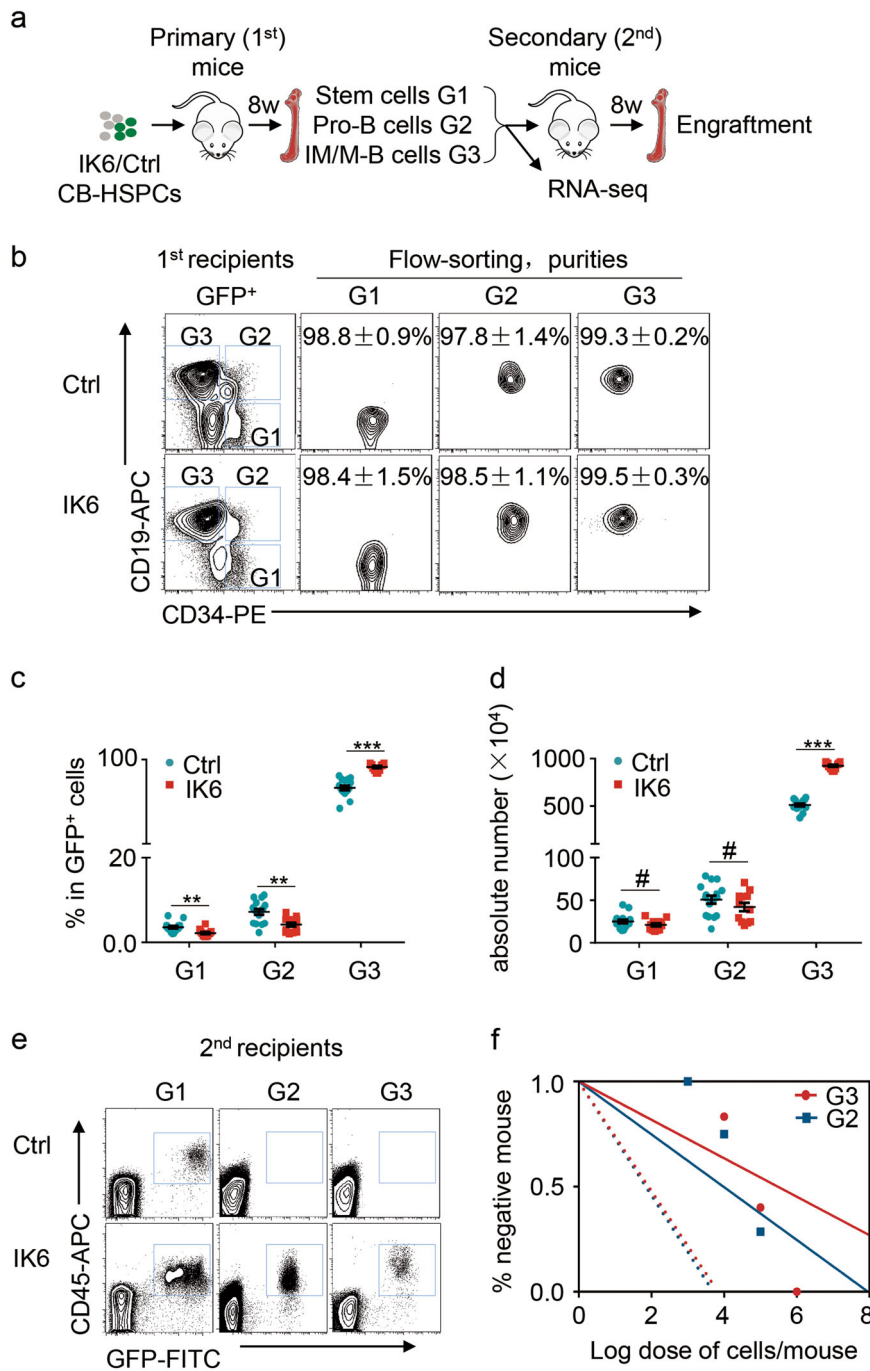 a
Primary (1st)
mice
Secondary (2nd)
mice
8w
Stem cells G1
Pro-B cells G2
IM/M-B cells G3
8w
Engraftment
IK6/Ctrl
CB-HSPCs
RNA-seq
b
1st recipients
Flow-sorting, purities
GFP+
G1
G2
G3
Ctrl
G3
G2
G1
98.8±0.9%
97.8±1.4%
99.3±0.2%
IK6
G3
G2
G1
98.4±1.5%
98.5±1.1%
99.5±0.3%
CD19-APC
CD34-PE
c
% in GFP+ cells
100
20
0.0
Ctrl
IK6
**
**
***
G1
G2
G3
d
absolute number (×10⁴)
1000
500
100
50
0
Ctrl
IK6
#
#
***
G1
G2
G3
e
2nd recipients
G1
G2
G3
Ctrl
IK6
CD45-APC
GFP-FITC
f
% negative mouse
1.0
0.5
0.0
G3
G2
0
2
4
6
8
Log dose of cells/mouse